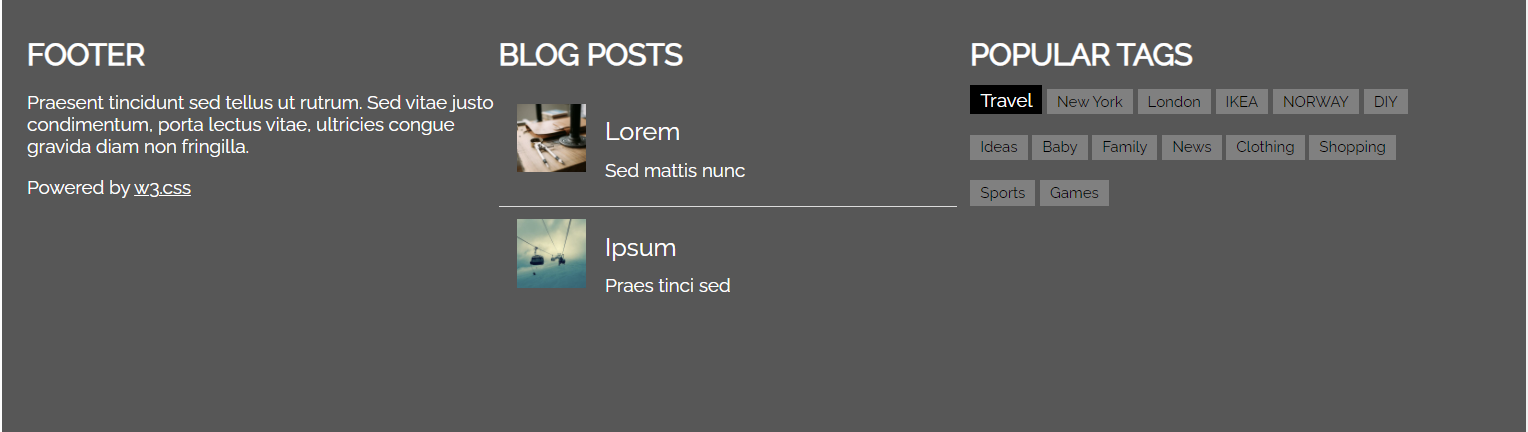 FOOTER
Praesent tincidunt sed tellus ut rutrum. Sed vitae justo
condimentum, porta lectus vitae, ultricies congue
gravida diam non fringilla.
Powered by w3.css
BLOG POSTS
Lorem
Sed mattis nunc
Ipsum
Praes tinci sed
POPULAR TAGS
Travel New York London IKEA NORWAY DIY
Ideas Baby Family News Clothing Shopping
Sports Games